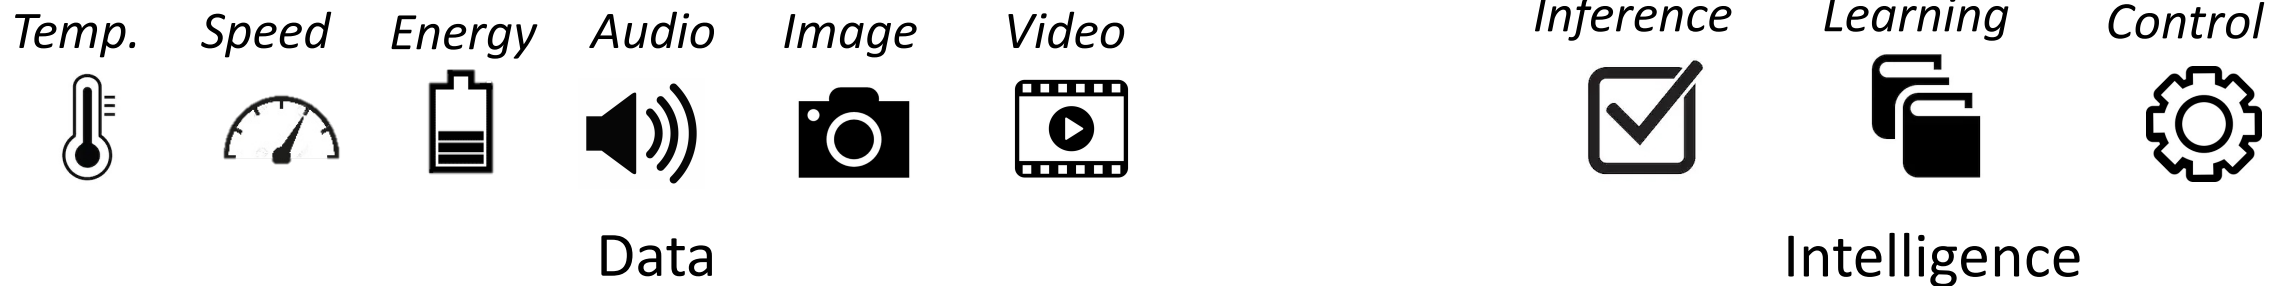 Temp. Speed Energy Audio Image Video Inference Learning Control
Data Intelligence